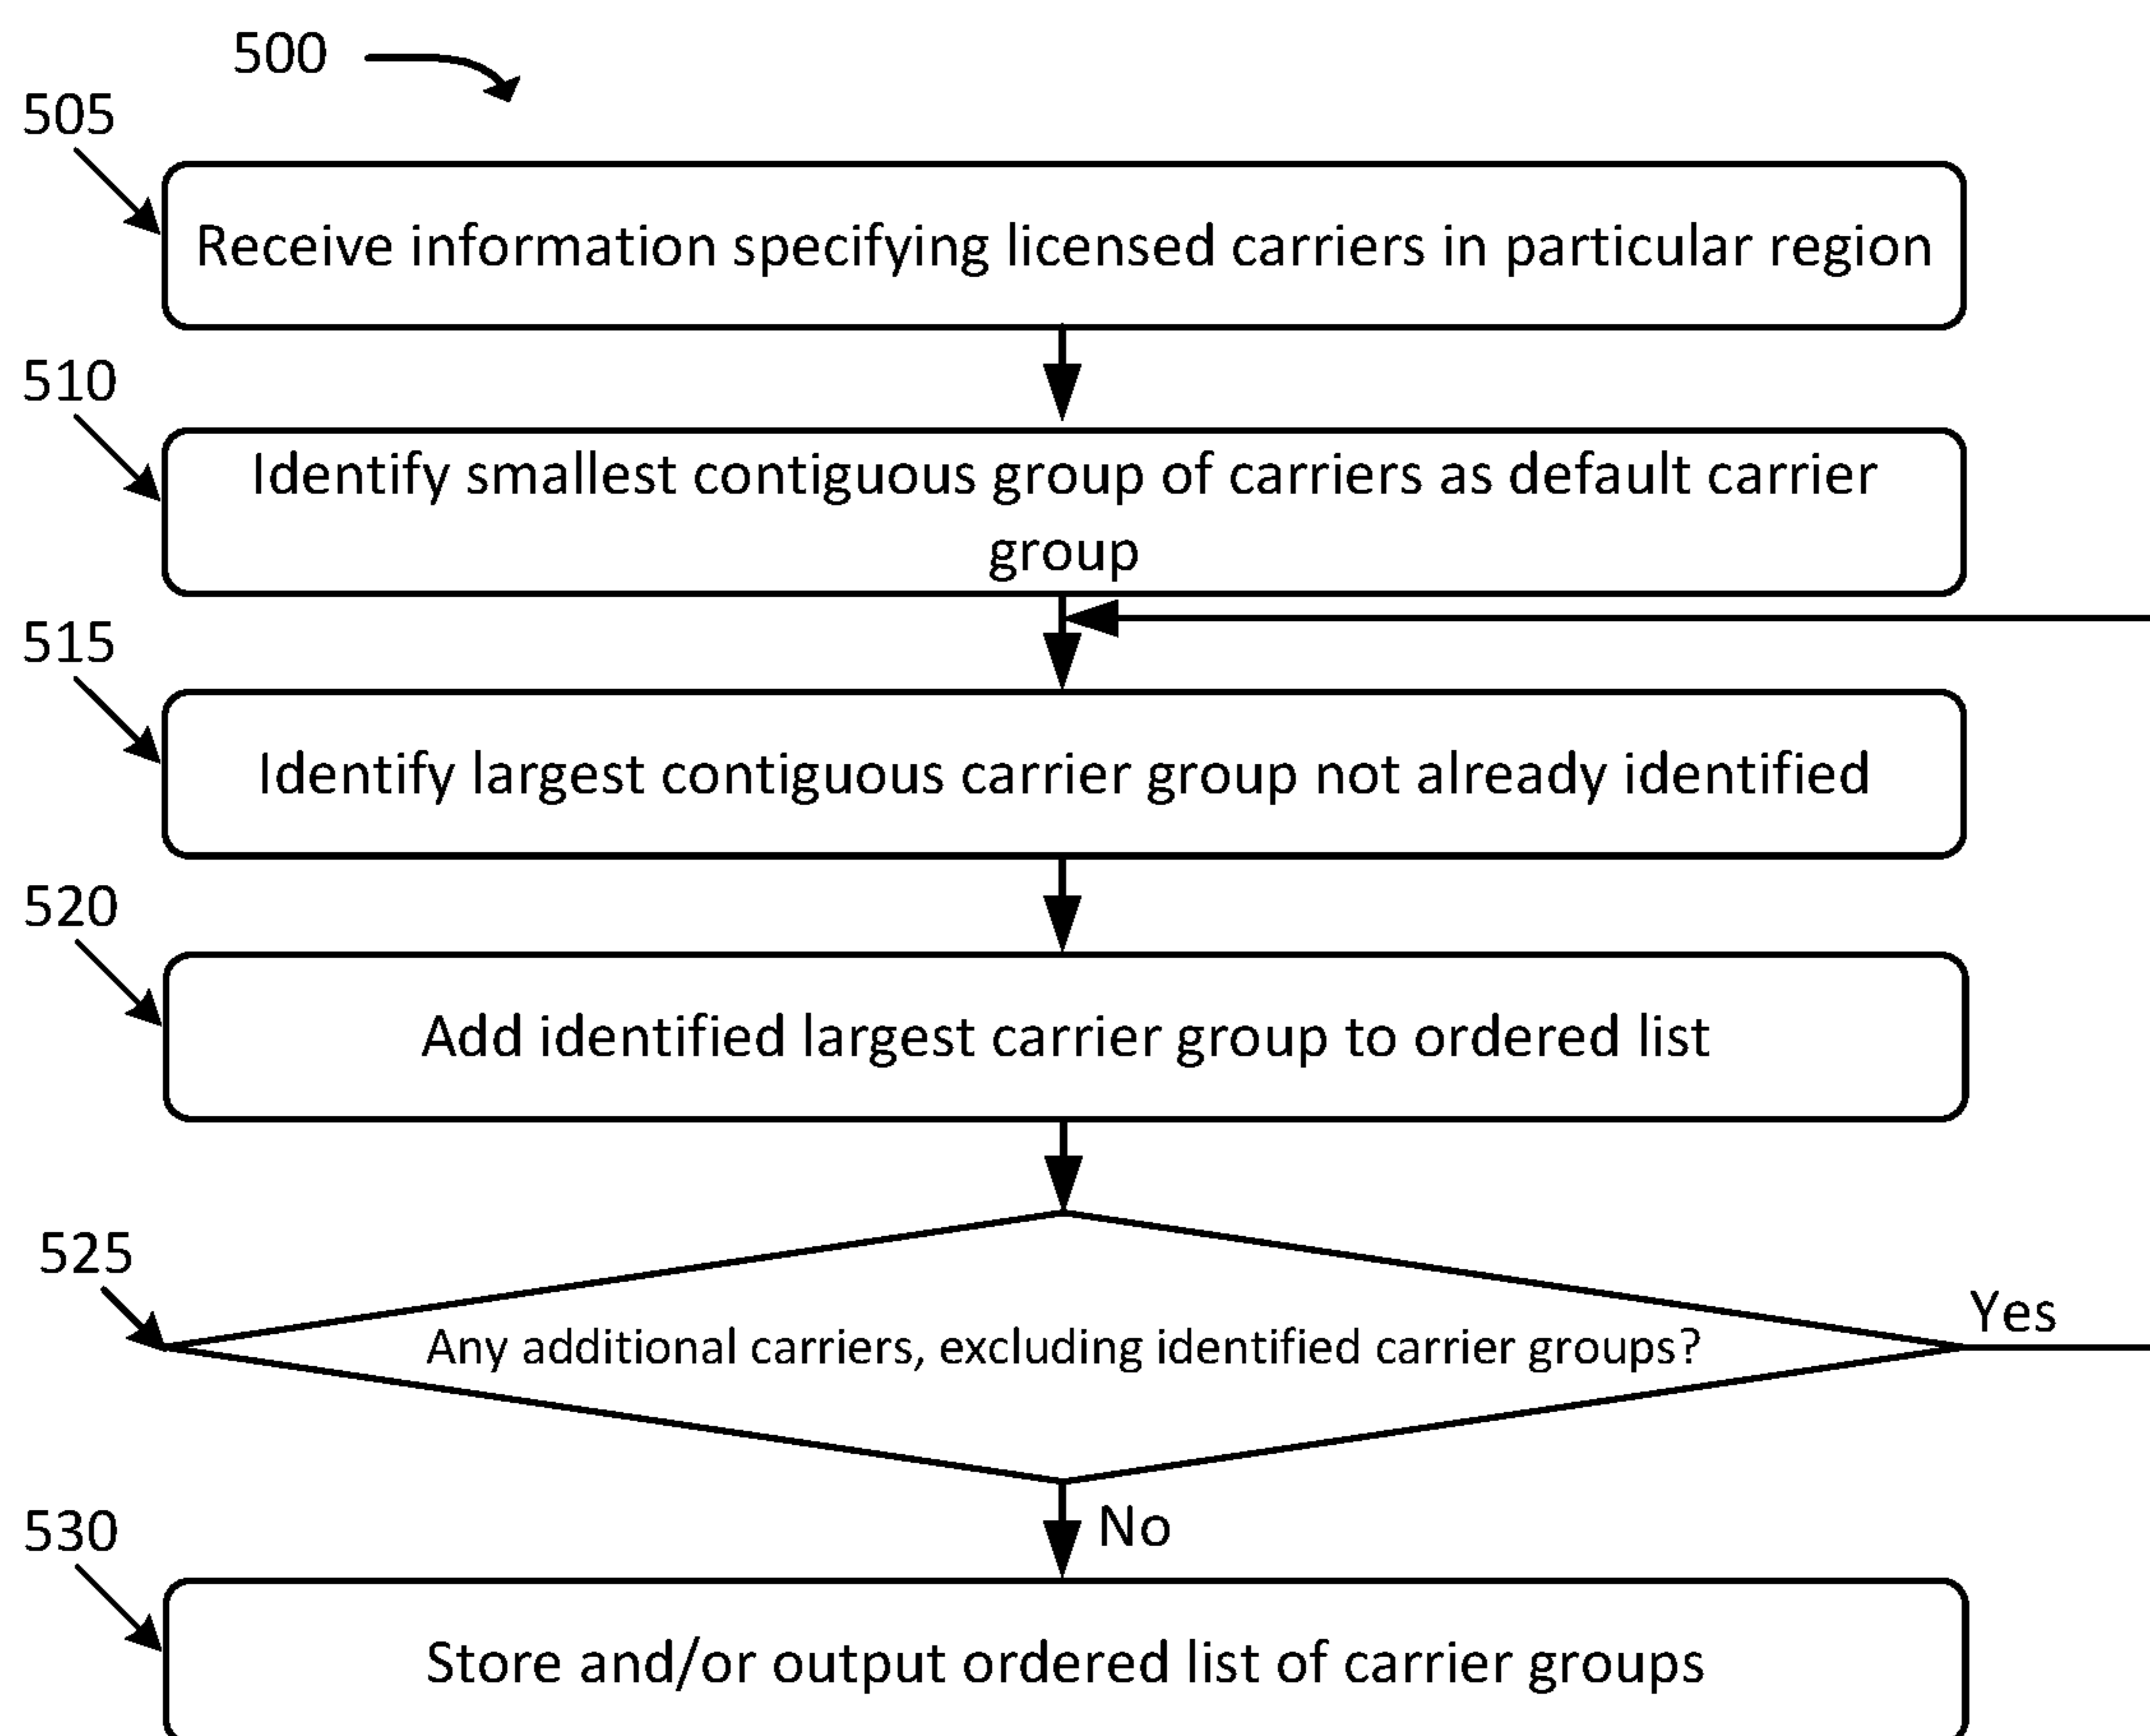 500
505
Receive information specifying licensed carriers in particular region
510
Identify smallest contiguous group of carriers as default carrier
group
515
Identify largest contiguous carrier group not already identified
520
Add identified largest carrier group to ordered list
525
Any additional carriers, excluding identified carrier groups?
Yes
No
530
Store and/or output ordered list of carrier groups